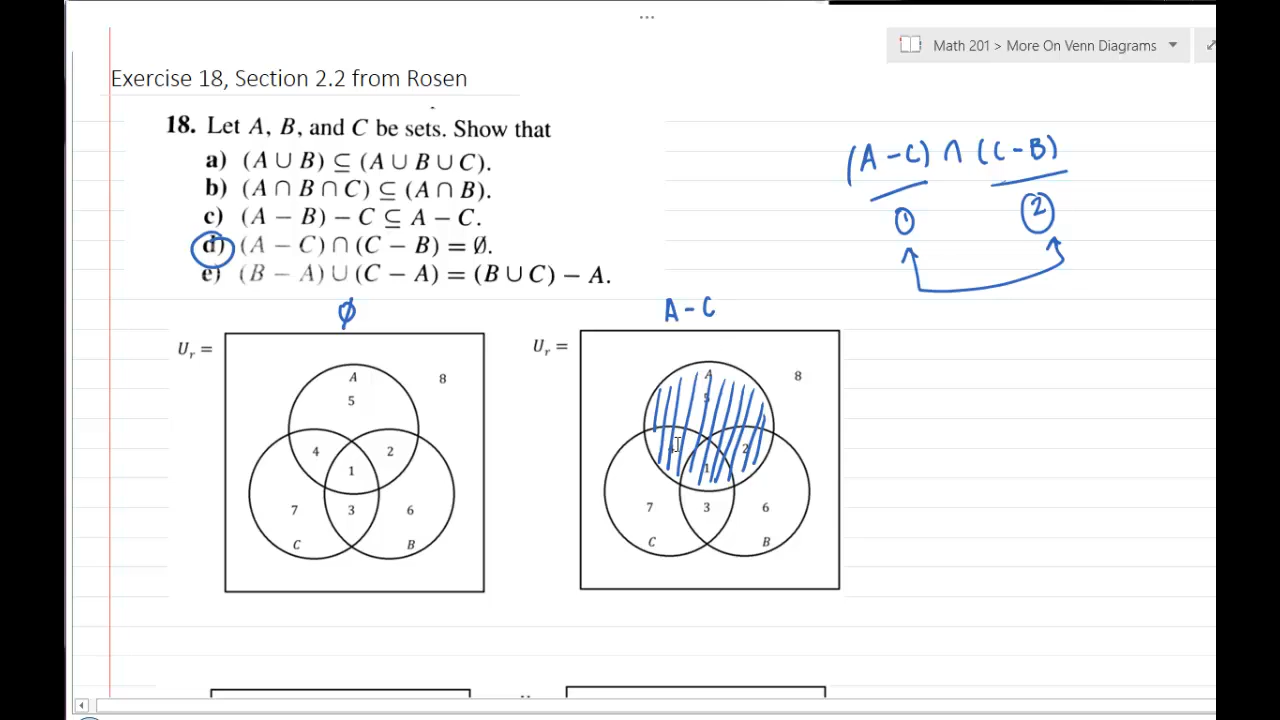 Math 201 > More On Venn Diagrams
Exercise 18, Section 2.2 from Rosen
18. Let A, B, and C be sets. Show that
a) (A ∪ B) ⊆ (A ∪ B ∪ C).
b) (A ∩ B ∩ C) ⊆ (A ∩ B).
c) (A − B) − C ⊆ A − C.
d) (A − C) ∩ (C − B) = ∅.
e) (B − A) ∪ (C − A) = (B ∪ C) − A.
(A − C) ∩ (C − B)
① ②
∅
A − C
U_r =
A
8
5
4
2
1
7
3
6
C
B
U_r =
A
8
5
4
2
1
7
3
6
C
B